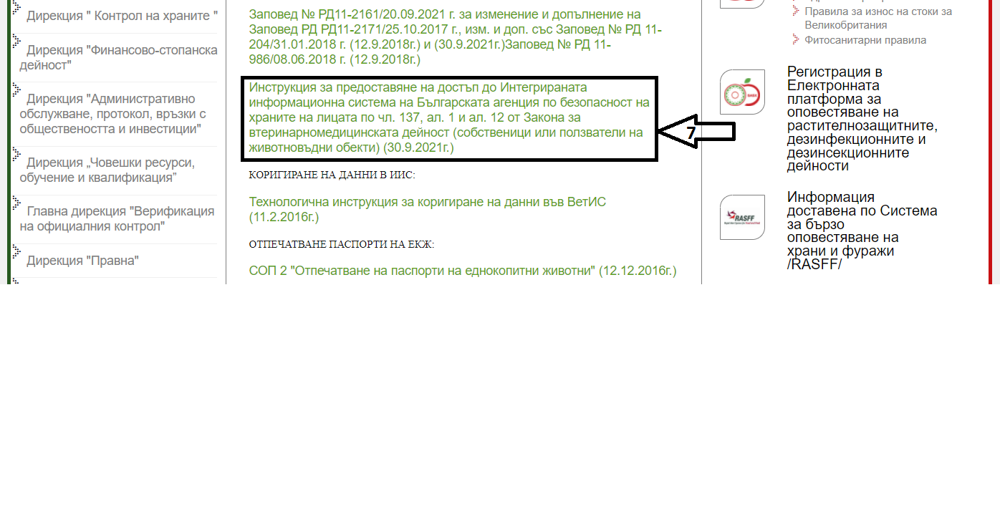 Дирекция " Контрол на храните "
Дирекция "Финансово-стопанска
дейност"
Дирекция "Административно
обслужване, протокол, връзки с
обществеността и инвестиции"
Дирекция „Човешки ресурси,
обучение и квалификация”
Главна дирекция "Верификация
на официалния контрол"
Дирекция "Правна"
Заповед № РД11-2161/20.09.2021 г. за изменение и допълнение на
Заповед РД РД11-2171/25.10.2017 г., изм. и доп. със Заповед № РД 11-
204/31.01.2018 г. (12.9.2018г.) и (30.9.2021г.)Заповед № РД 11-
986/08.06.2018 г. (12.9.2018г.)
Инструкция за предоставяне на достъп до Интегрираната
информационна система на Българската агенция по безопасност на
храните на лицата по чл. 137, ал. 1 и ал. 12 от Закона за
втеринарномедицинската дейност (собственици или ползватели на
животновъдни обекти) (30.9.2021г.)
7
КОРИГИРАНЕ НА ДАННИ В ИИС:
Технологична инструкция за коригиране на данни във ВетИС
(11.2.2016г.)
ОТПЕЧАТВАНЕ ПАСПОРТИ НА ЕКЖ:
СОП 2 "Отпечатване на паспорти на еднокопитни животни" (12.12.2016г.)
Правила за износ на стоки за
Великобритания
Фитосанитарни правила
Регистрация в
Електронната
платформа за
оповестяване на
растителнозащитните,
дезинфекционните и
дезинсекционните
дейности
RASFF
Информация
доставена по Система
за бързо
оповестяване на
храни и фуражи
/RASFF/